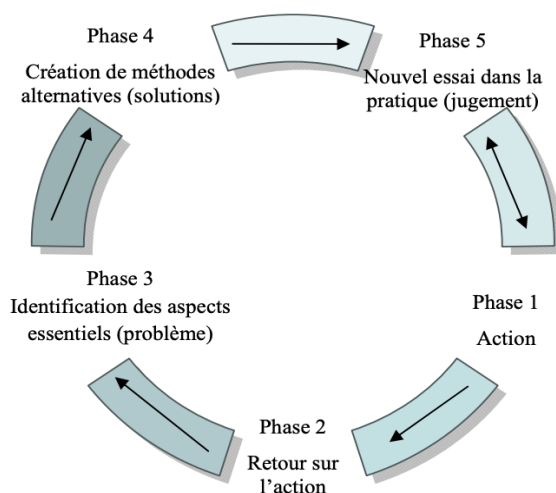 Phase 4
Création de méthodes
alternatives (solutions)
Phase 5
Nouvel essai dans la
pratique (jugement)
Phase 3
Identification des aspects
essentiels (problème)
Phase 1
Action
Phase 2
Retour sur
l’action